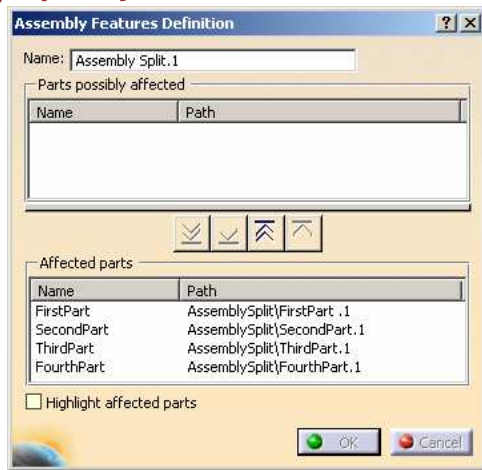 Assembly Features Definition
Name: Assembly Split.1
Parts possibly affected
Name Path
Affected parts
Name Path
FirstPart AssemblySplit\FirstPart .1
SecondPart AssemblySplit\SecondPart.1
ThirdPart AssemblySplit\ThirdPart.1
FourthPart AssemblySplit\FourthPart.1
Highlight affected parts
OK Cancel